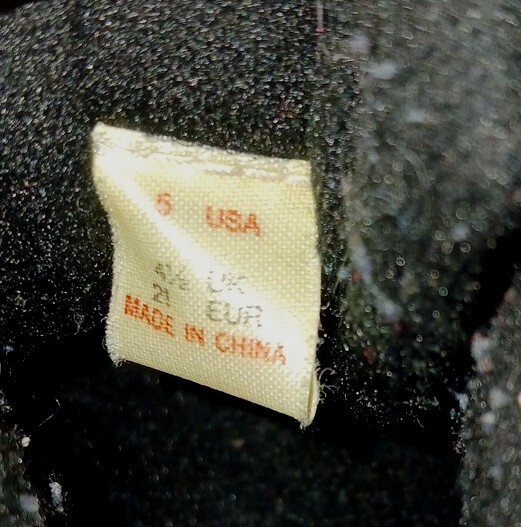 5 USA
4½ UK
21 EUR
MADE IN CHINA